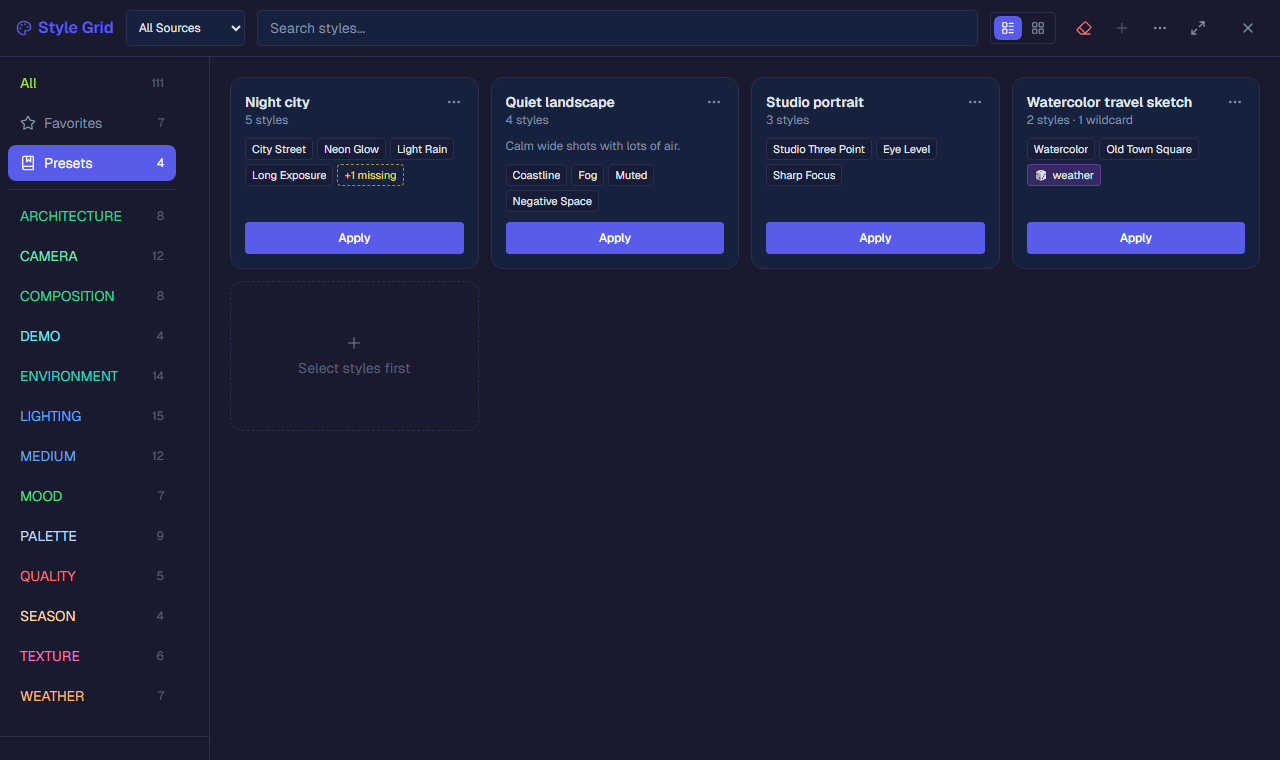 Style Grid
All Sources
Search styles...
All 111
Favorites 7
Presets 4
ARCHITECTURE 8
CAMERA 12
COMPOSITION 8
DEMO 4
ENVIRONMENT 14
LIGHTING 15
MEDIUM 12
MOOD 7
PALETTE 9
QUALITY 5
SEASON 4
TEXTURE 6
WEATHER 7
Night city
5 styles
City Street Neon Glow Light Rain
Long Exposure +1 missing
Apply
Quiet landscape
4 styles
Calm wide shots with lots of air.
Coastline Fog Muted
Negative Space
Apply
Studio portrait
3 styles
Studio Three Point Eye Level
Sharp Focus
Apply
Watercolor travel sketch
2 styles · 1 wildcard
Watercolor Old Town Square
weather
Apply
Select styles first